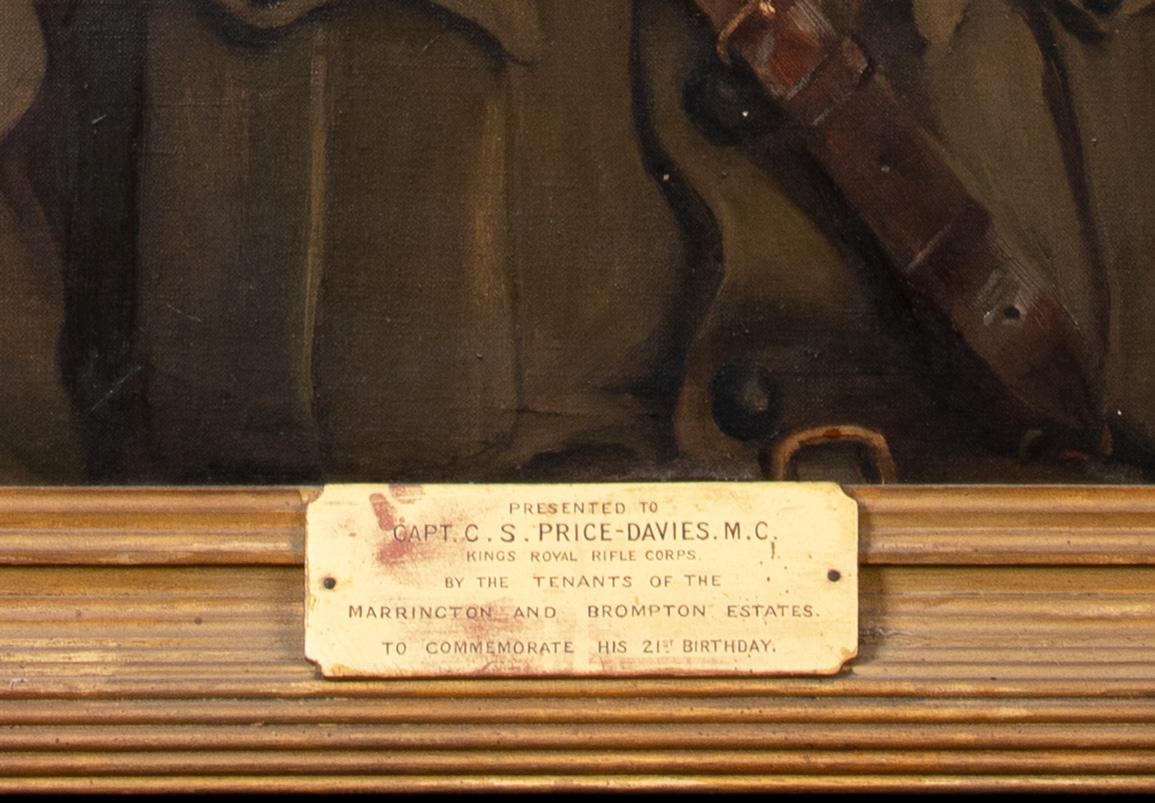 PRESENTED TO
CAPT. C. S. PRICE-DAVIES. M.C.
KINGS ROYAL RIFLE CORPS.
BY THE TENANTS OF THE
MARRINGTON AND BROMPTON ESTATES.
TO COMMEMORATE HIS 21ST BIRTHDAY.